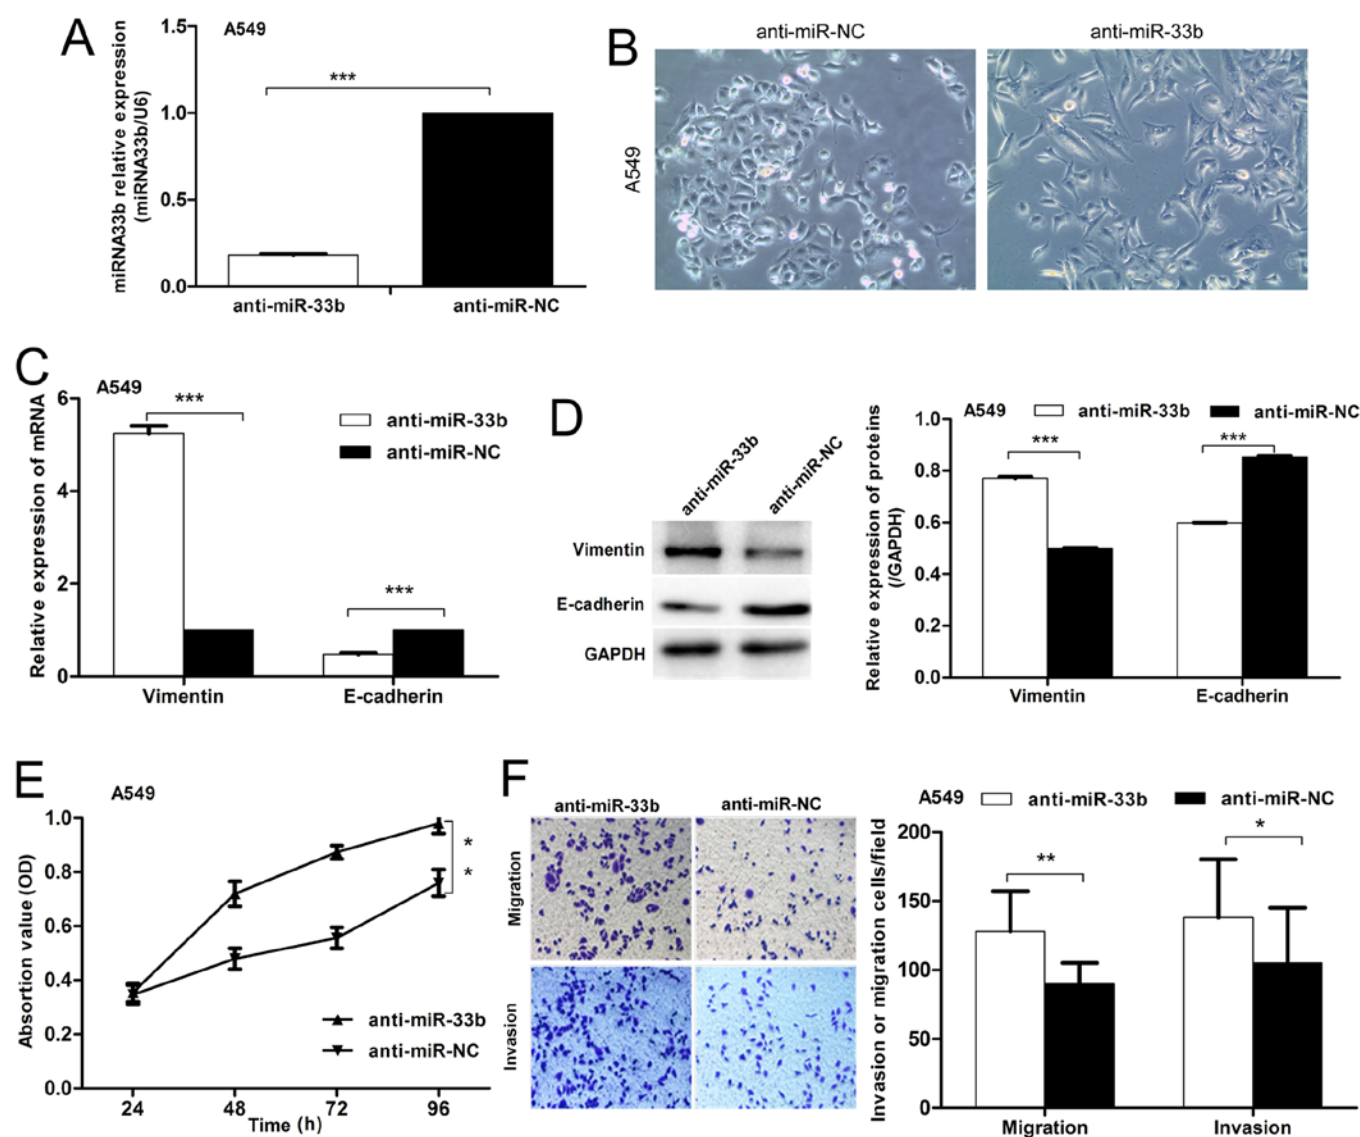 A
A549
***
miRNA33b relative expression
(miRNA33b/U6)
1.5
1.0
0.5
0.0
anti-miR-33b
anti-miR-NC
B
anti-miR-NC
anti-miR-33b
A549
C
A549
***
***
anti-miR-33b
anti-miR-NC
Relative expression of mRNA
6
4
2
0
Vimentin
E-cadherin
D
anti-miR-33b
anti-miR-NC
Vimentin
E-cadherin
GAPDH
A549
anti-miR-33b
anti-miR-NC
***
***
Relative expression of proteins
(/GAPDH)
1.0
0.8
0.6
0.4
0.2
0.0
Vimentin
E-cadherin
E
A549
*
*
Absortion value (OD)
1.0
0.8
0.6
0.4
0.2
0.0
anti-miR-33b
anti-miR-NC
24
48
72
96
Time (h)
F
anti-miR-33b
anti-miR-NC
Migration
Invasion
A549
anti-miR-33b
anti-miR-NC
**
*
Invasion or migration cells/field
200
150
100
50
0
Migration
Invasion